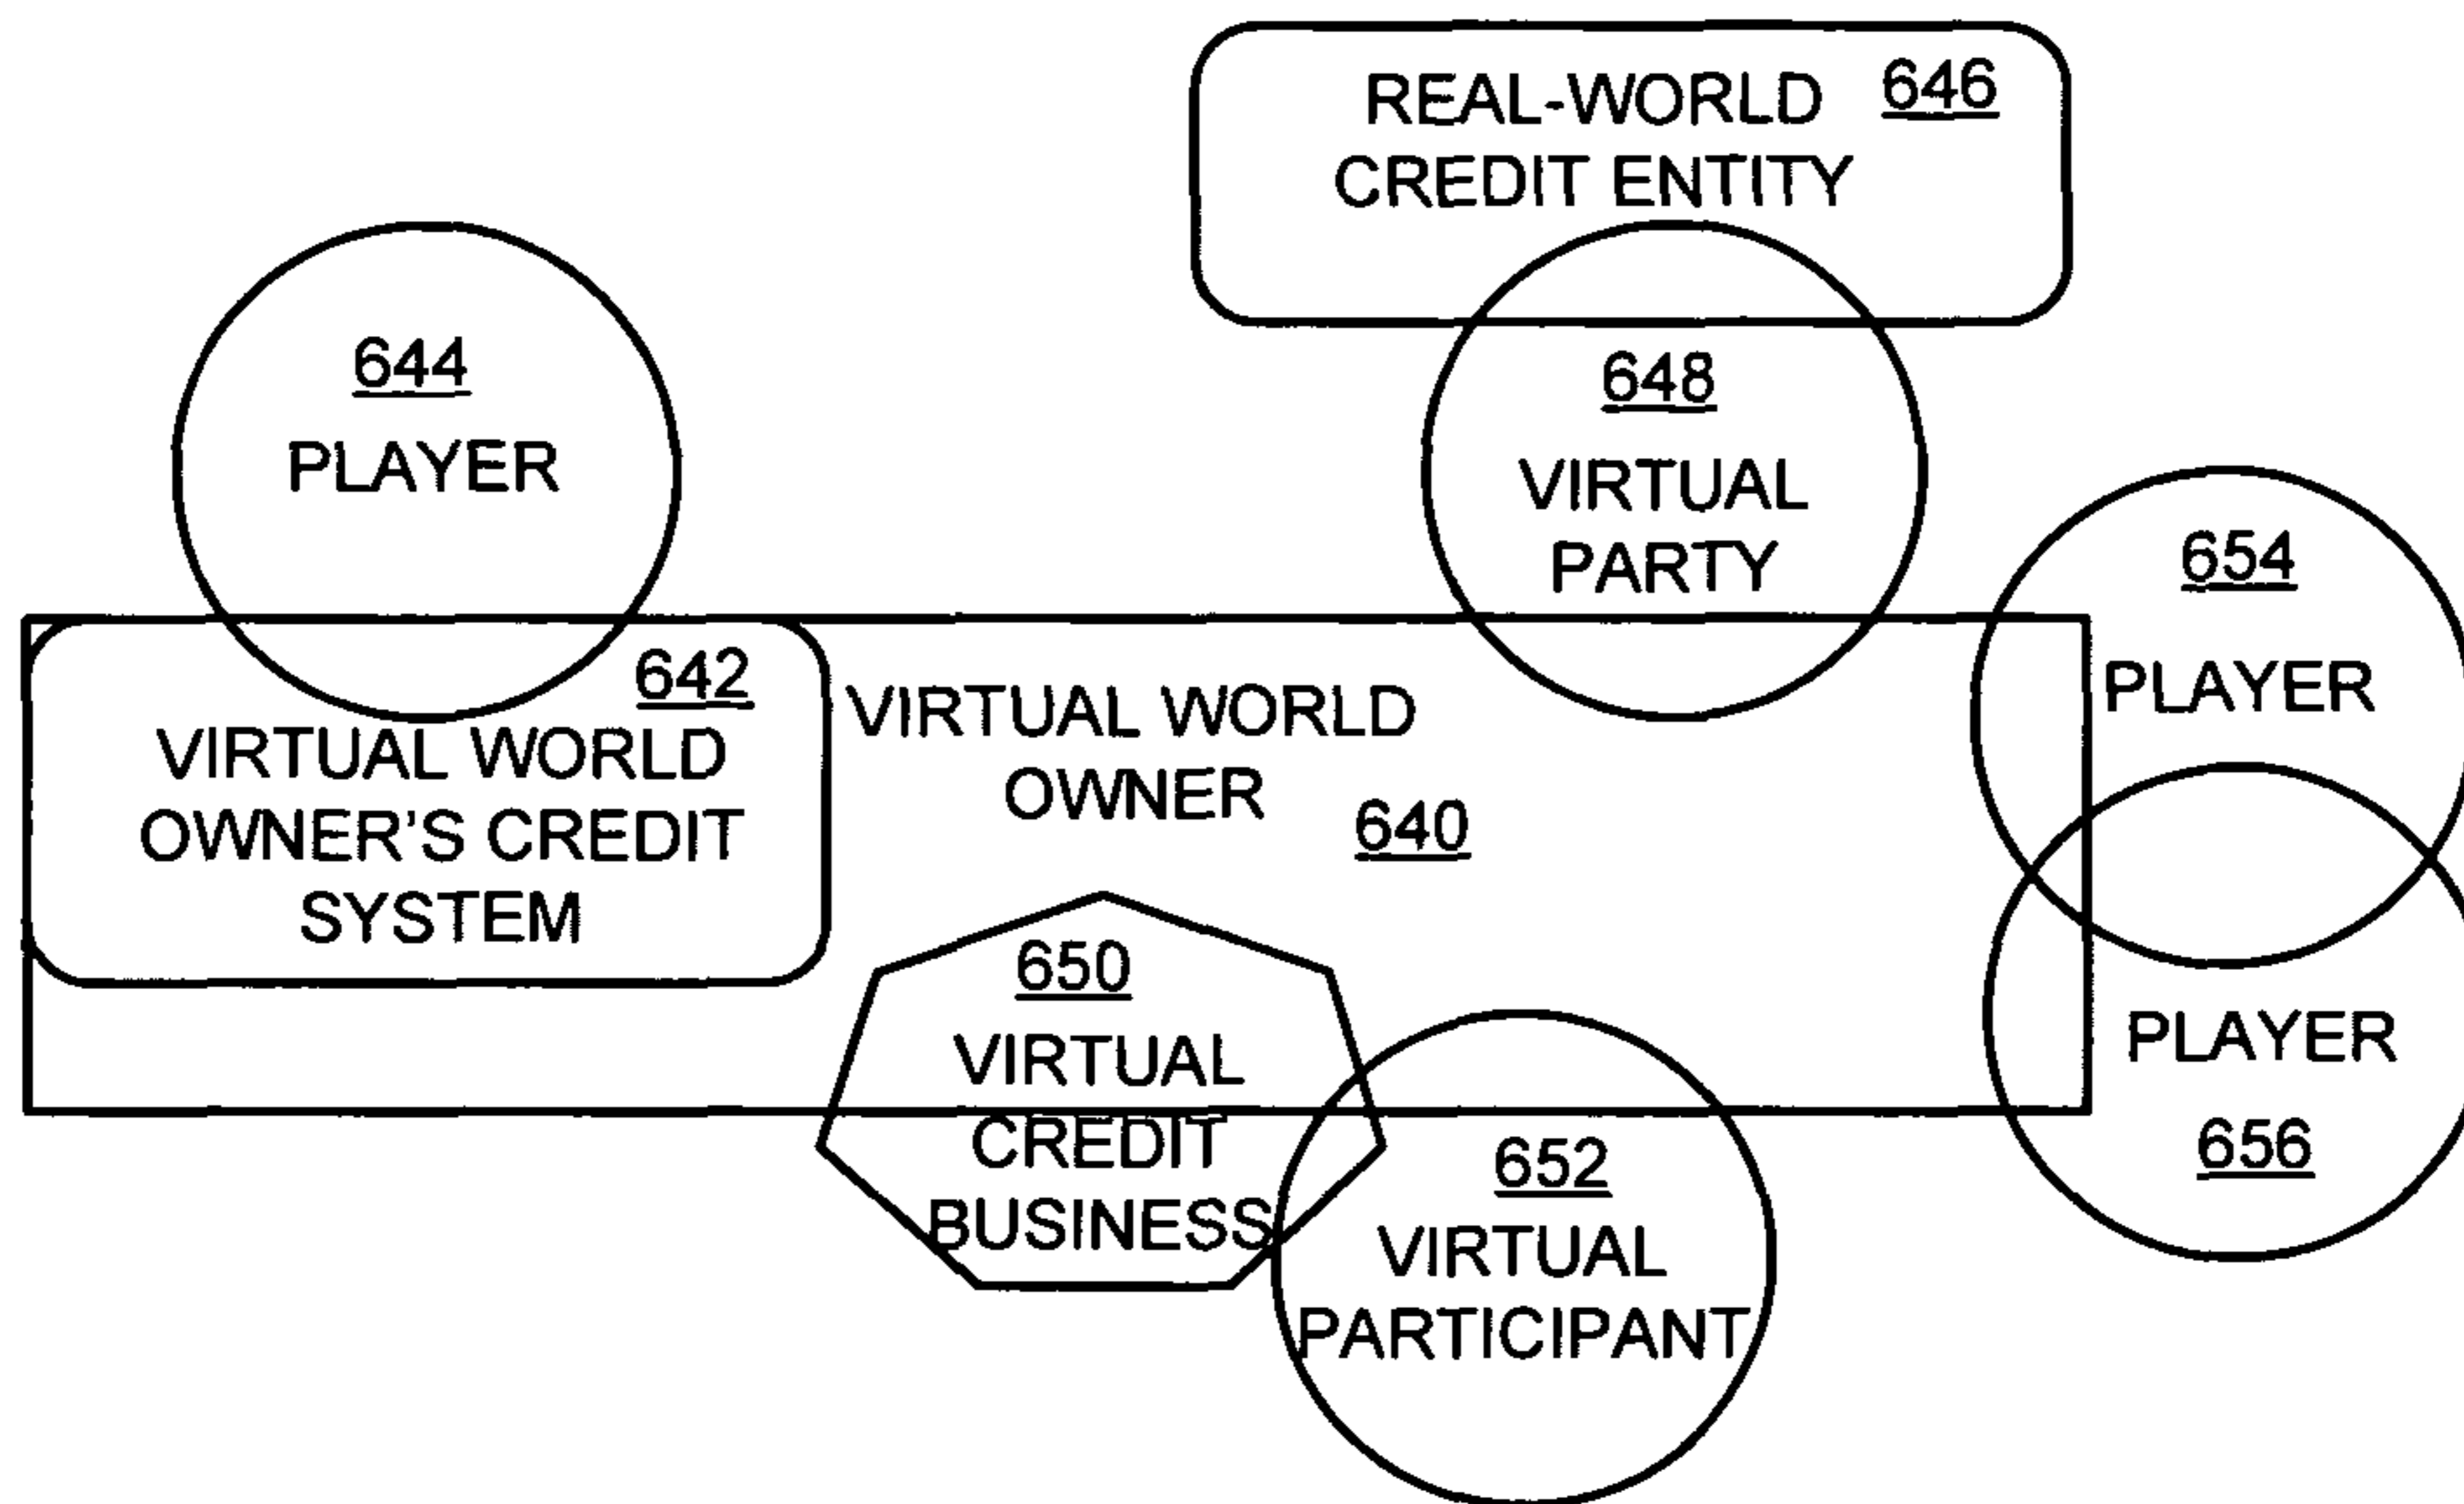 REAL-WORLD 646
CREDIT ENTITY
644
PLAYER
648
VIRTUAL
PARTY
654
PLAYER
642
VIRTUAL WORLD
OWNER'S CREDIT
SYSTEM
VIRTUAL WORLD
OWNER
640
650
VIRTUAL
CREDIT
BUSINESS
652
VIRTUAL
PARTICIPANT
PLAYER
656